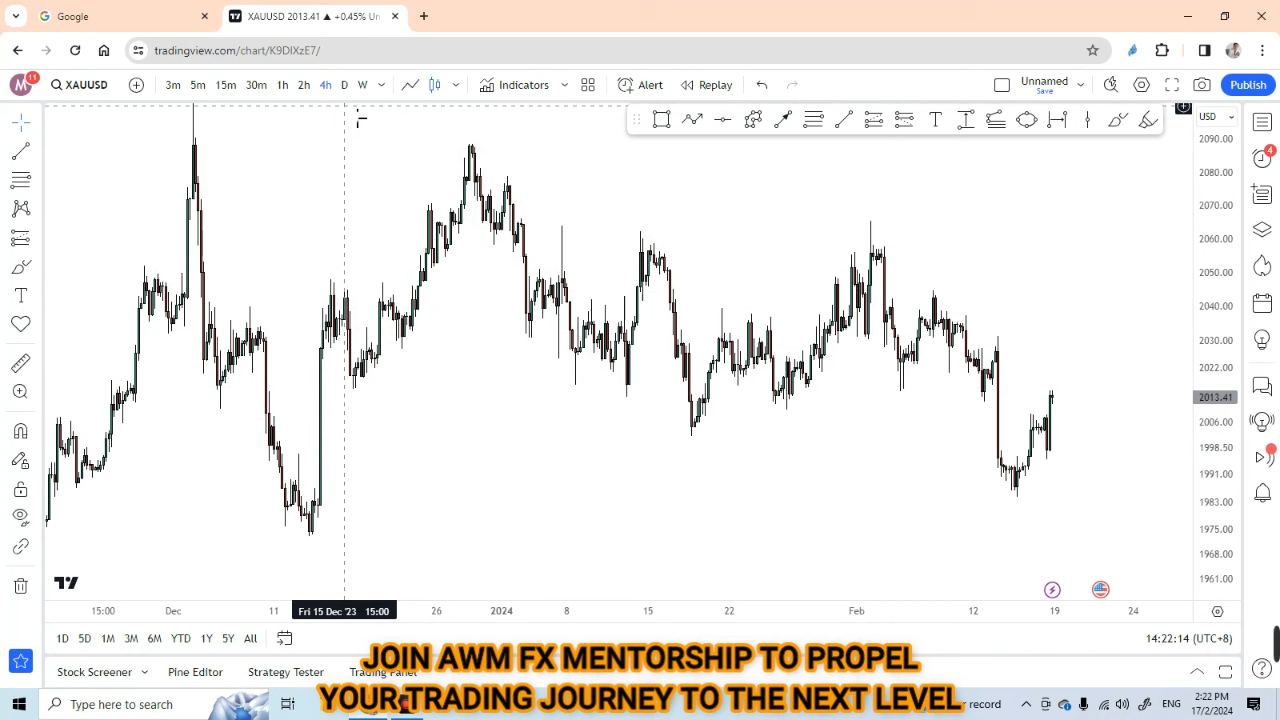 Google
XAUUSD 2013.41 ▲ +0.45% Un
tradingview.com/chart/K9DIXzE7/
M 11
XAUUSD 3m 5m 15m 30m 1h 2h 4h D W Indicators Alert Replay Unnamed Save Publish
USD
2090.00
2080.00
2070.00
2060.00
2050.00
2040.00
2030.00
2022.00
2013.41
2006.00
1998.50
1991.00
1983.00
1975.00
1968.00
1961.00
4
15:00 Dec 11 Fri 15 Dec '23 15:00 26 2024 8 15 22 Feb 12 19 24
1D 5D 1M 3M 6M YTD 1Y 5Y All 14:22:14 (UTC+8)
Stock Screener Pine Editor Strategy Tester Trading Panel
JOIN AWM FX MENTORSHIP TO PROPEL
YOUR TRADING JOURNEY TO THE NEXT LEVEL
Type here to search record ENG 2:22 PM
17/2/2024